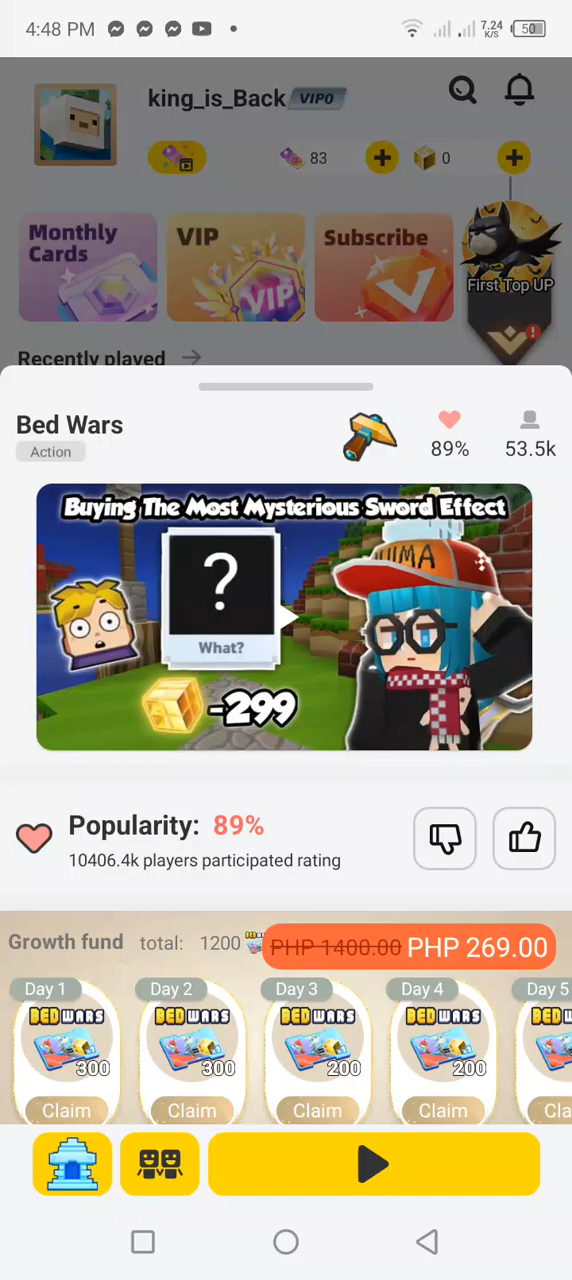 4:48 PM
7.24
K/S
50
king_is_Back VIP0
83
0
Monthly
Cards
VIP
VIP
Subscribe
First Top UP
Recently played
Bed Wars
Action
89%
53.5k
Buying The Most Mysterious Sword Effect
?
What?
-299
UIMA
Popularity: 89%
10406.4k players participated rating
Growth fund total: 1200 PHP 1400.00 PHP 269.00
Day 1 Day 2 Day 3 Day 4 Day 5
BED WARS BED WARS BED WARS BED WARS BED W
300 300 200 200
Claim Claim Claim Claim Cla